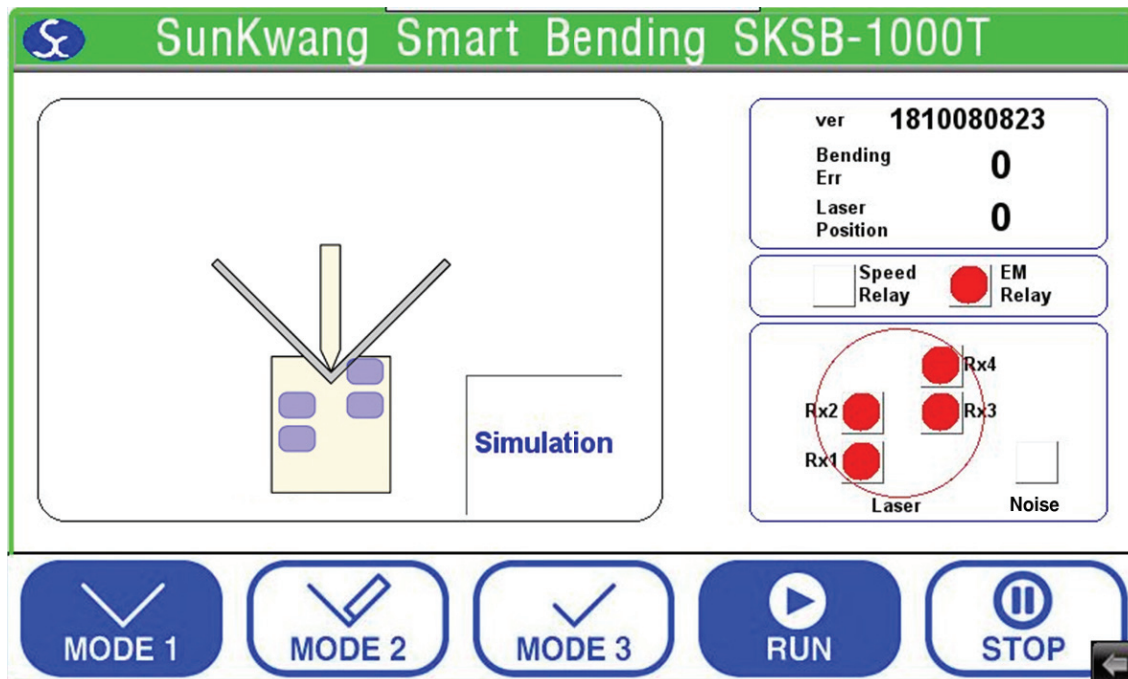 SunKwang Smart Bending SKSB-1000T
ver 1810080823
Bending
Err 0
Laser
Position 0
Speed
Relay
EM
Relay
Rx4
Rx2
Rx3
Rx1
Laser
Noise
Simulation
MODE 1
MODE 2
MODE 3
RUN
STOP